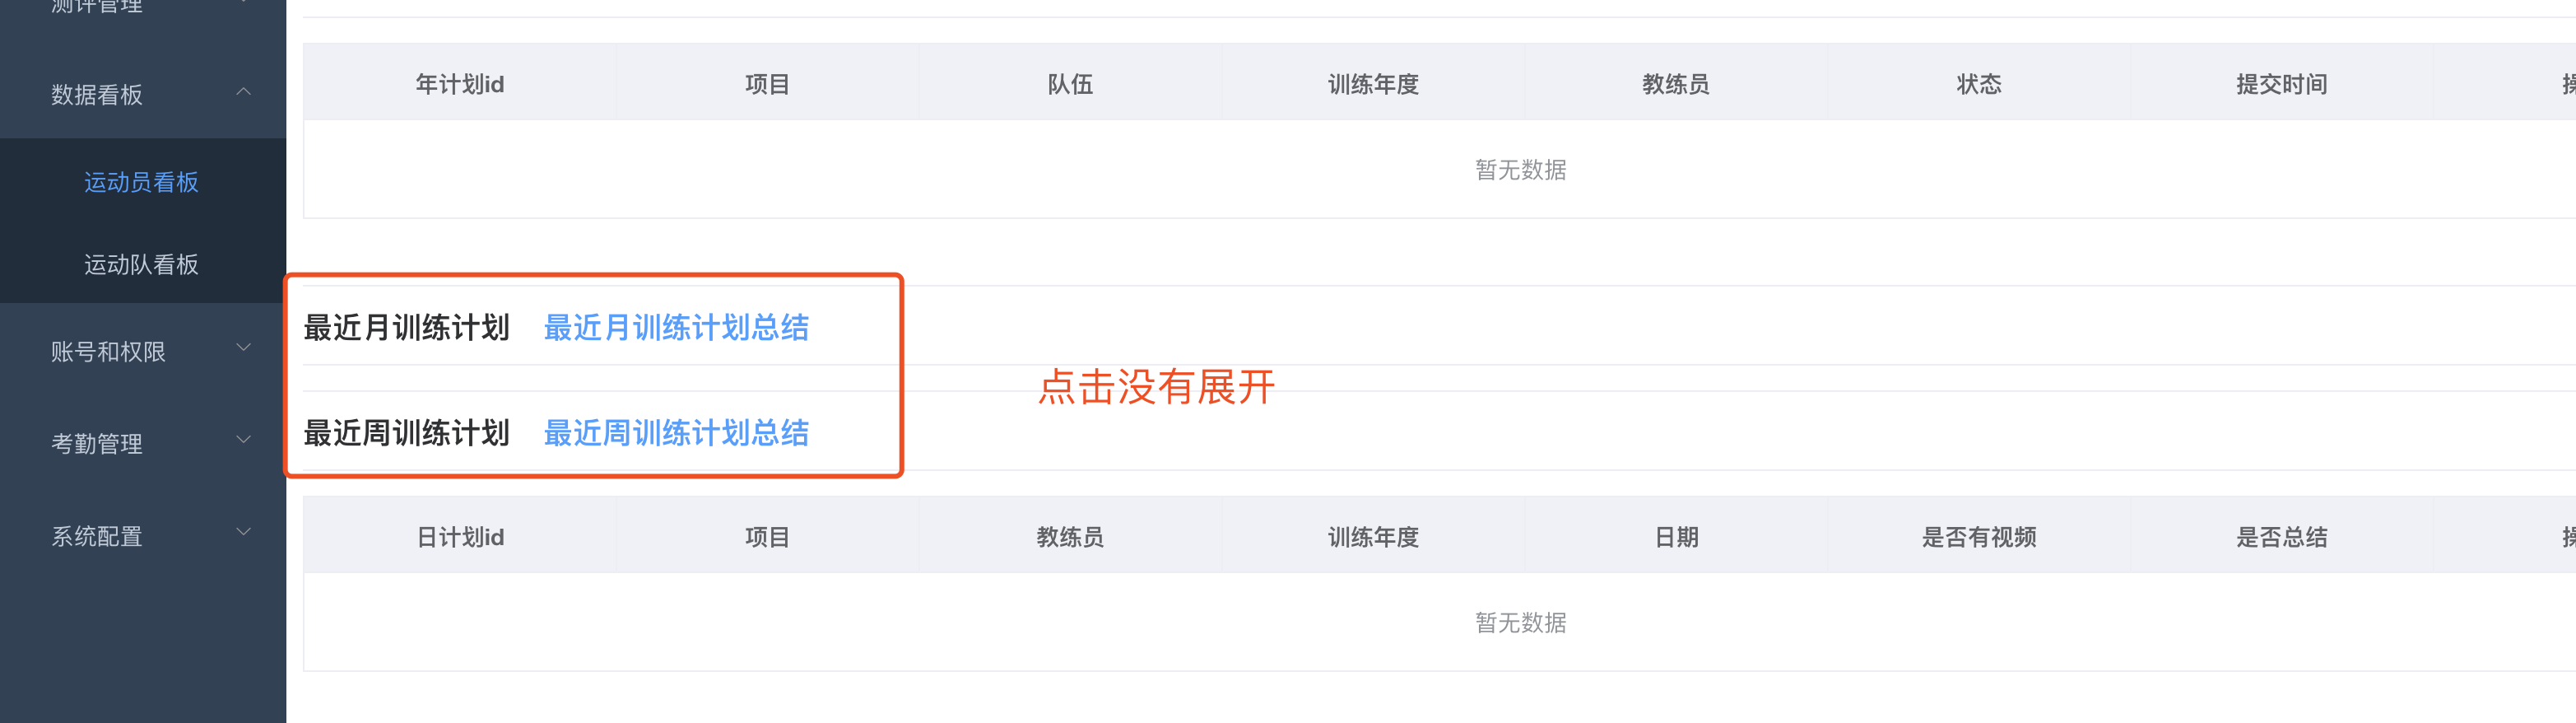 测评管理
数据看板
运动员看板
运动队看板
账号和权限
考勤管理
系统配置
年计划id 项目 队伍 训练年度 教练员 状态 提交时间
暂无数据
最近月训练计划 最近月训练计划总结
点击没有展开
最近周训练计划 最近周训练计划总结
日计划id 项目 教练员 训练年度 日期 是否有视频 是否总结
暂无数据